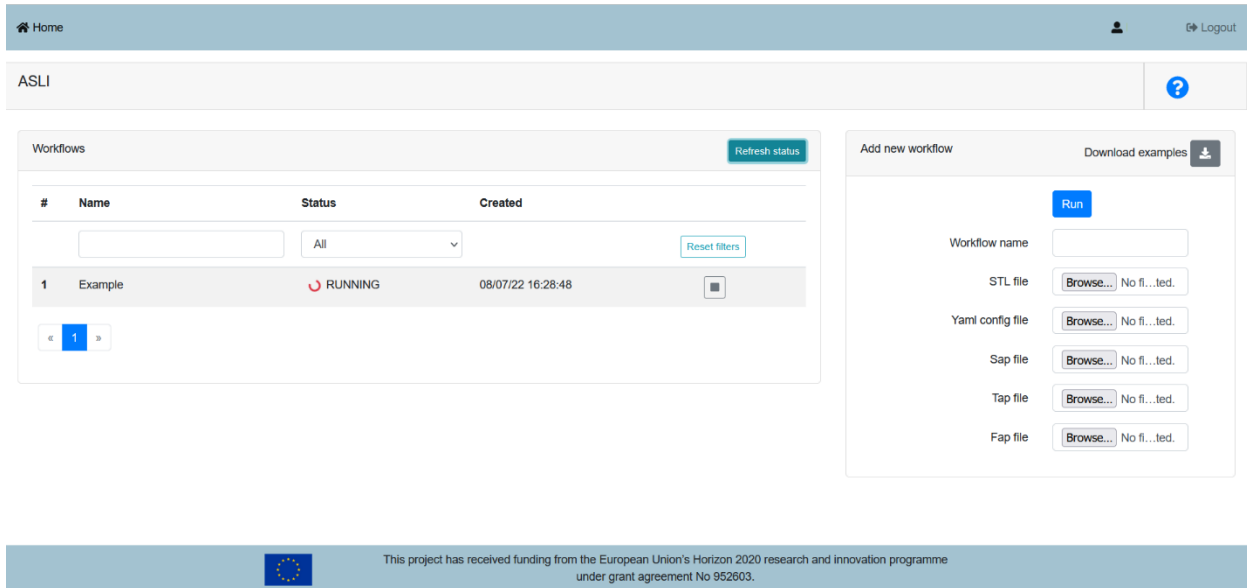 Home
Logout
ASLI
?
Workflows
Refresh status
# Name Status Created
All
Reset filters
1 Example RUNNING 08/07/22 16:28:48
« 1 »
Add new workflow
Download examples
Run
Workflow name
STL file Browse... No fi...ted.
Yaml config file Browse... No fi...ted.
Sap file Browse... No fi...ted.
Tap file Browse... No fi...ted.
Fap file Browse... No fi...ted.
This project has received funding from the European Union's Horizon 2020 research and innovation programme
under grant agreement No 952603.